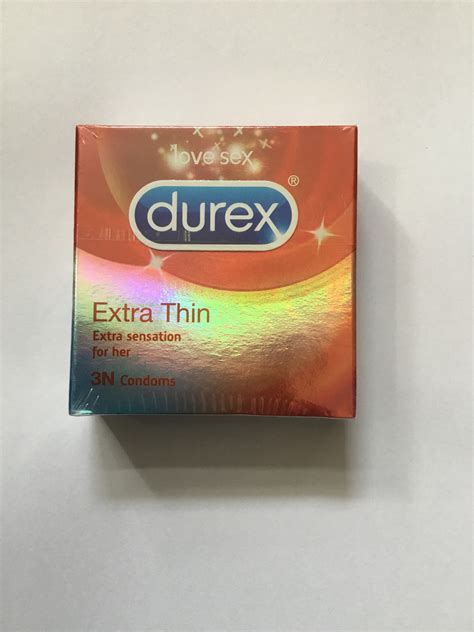 love sex
durex®
Extra Thin
Extra sensation
for her
3N Condoms